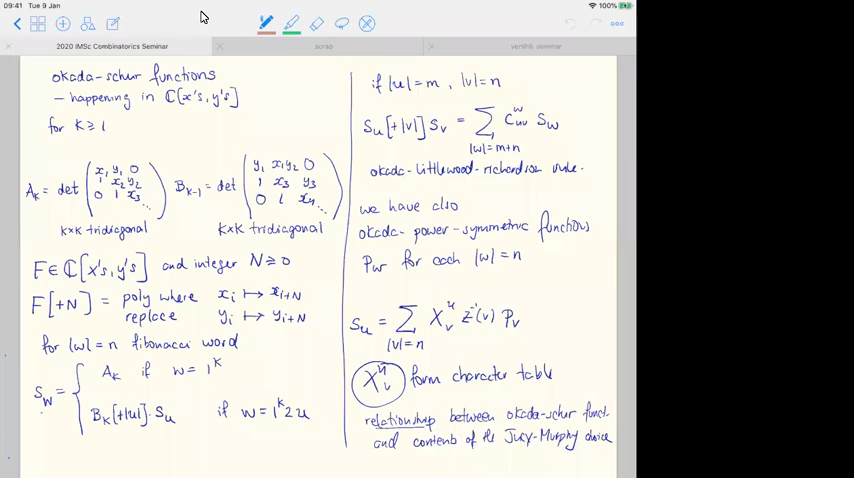 09:41 Tue 9 Jan
100%
2020 IMSc Combinatorics Seminar
scrap
vershik seminar
okada-schur functions
- happening in ℂ[x's, y's]
for k ≥ 1
A_k = det ( x_1 y_1 0
1 x_2 y_2
0 1 x_3 ⋱ )
k×k tridiagonal
B_{k-1} = det ( y_1 x_1y_2 0
1 x_3 y_3
0 1 x_4 ⋱ )
k×k tridiagonal
F ∈ ℂ[x's, y's] and integer N ≥ 0
F[+N] = poly where x_i ↦ x_{i+N}
replace y_i ↦ y_{i+N}
for |w| = n fibonacci word
S_w = { A_k if w = 1^k
B_k[+|u|]·S_u if w = 1^k 2 u
if |u| = m, |v| = n
S_u[+|v|] S_v = Σ_{|w|=m+n} C^w_{uv} S_w
okada-littlewood-richardson rule.
we have also
okada-power-symmetric functions
P_w for each |w| = n
S_u = Σ_{|v|=n} X^u_v z^{-1}(v) P_v
X^u_v form character table
relationship between okada-schur funct.
and contents of the Jucy-Murphy choice